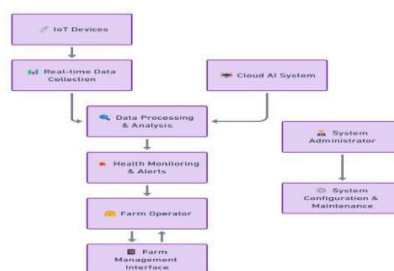 IoT Devices
Real-time Data
Collection
Cloud AI System
Data Processing
& Analysis
System
Administrator
Health Monitoring
& Alerts
System
Configuration &
Maintenance
Farm Operator
Farm
Management
Interface